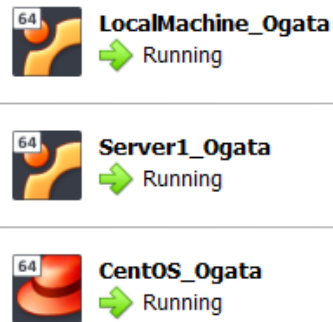 64
LocalMachine_Ogata
Running
64
Server1_Ogata
Running
64
CentOS_Ogata
Running